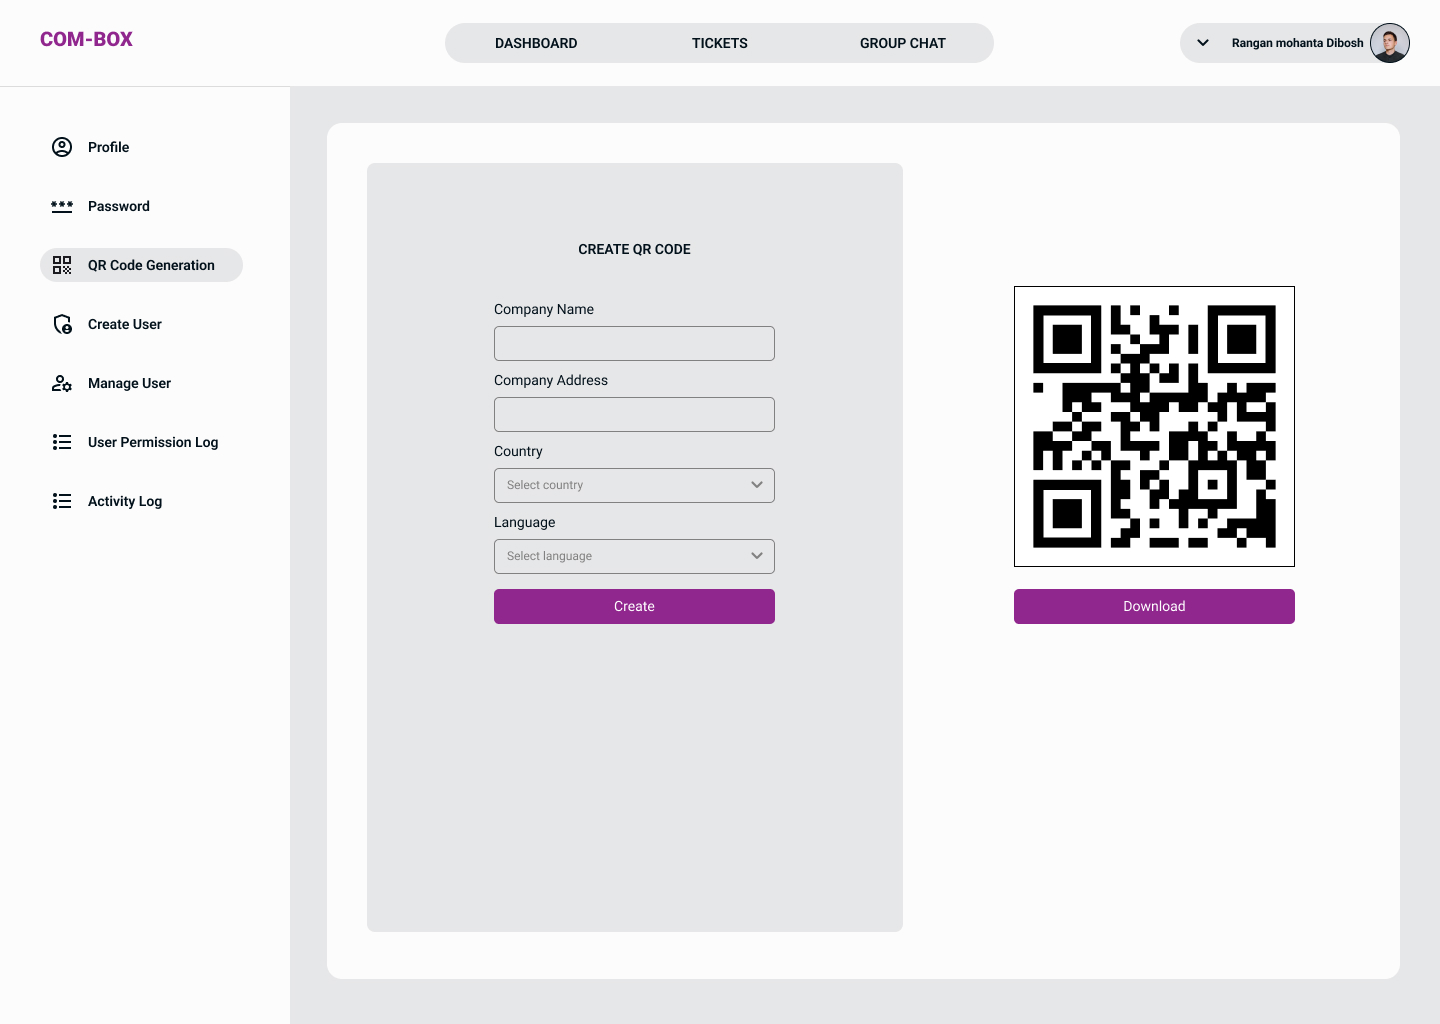 COM-BOX
DASHBOARD
TICKETS
GROUP CHAT
Rangan mohanta Dibosh
Profile
Password
QR Code Generation
Create User
Manage User
User Permission Log
Activity Log
CREATE QR CODE
Company Name
Company Address
Country
Select country
Language
Select language
Create
Download